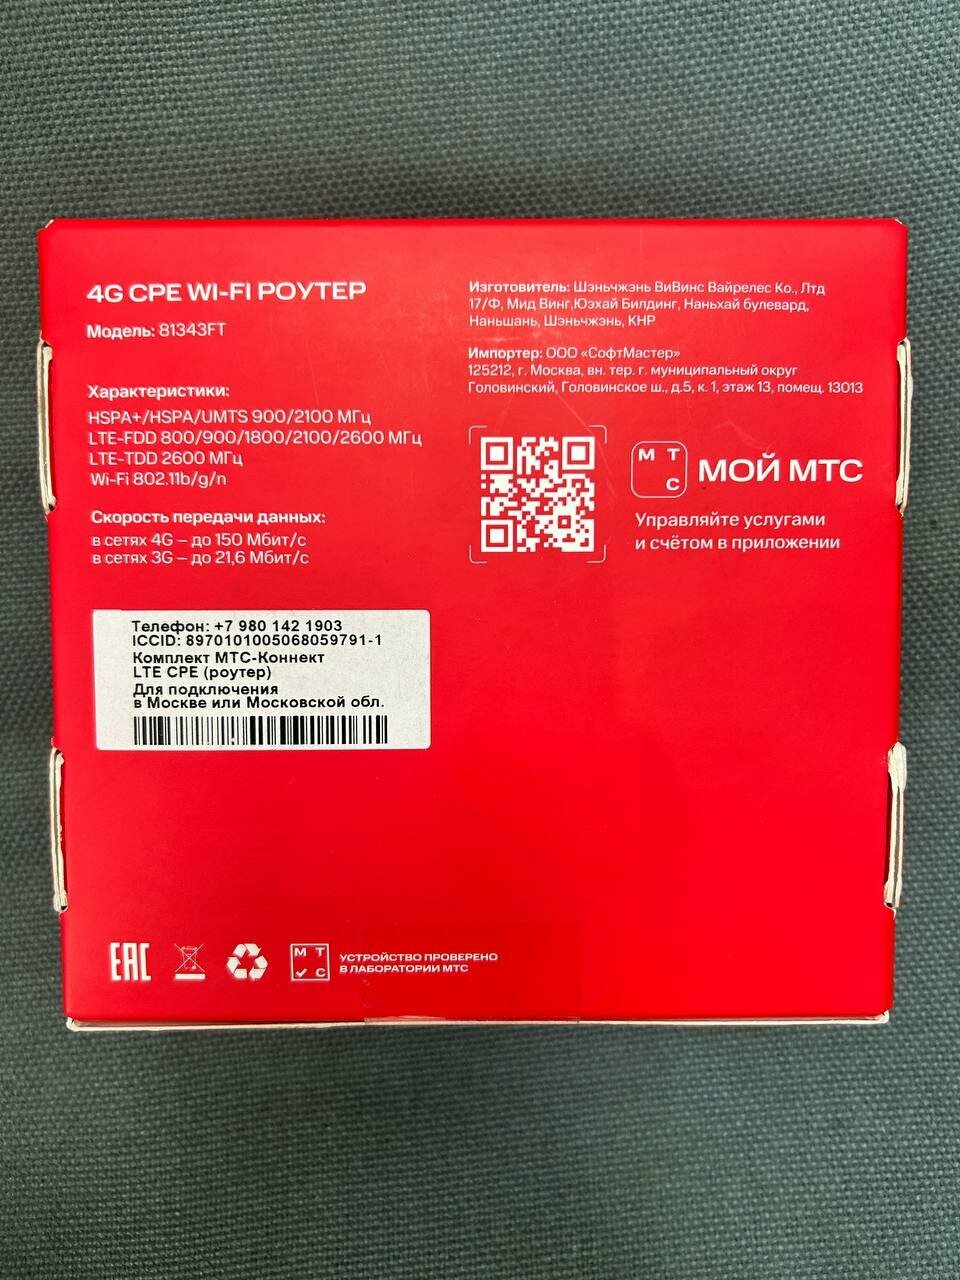 4G CPE WI-FI РОУТЕР
Модель: 81343FT
Характеристики:
HSPA+/HSPA/UMTS 900/2100 МГц
LTE-FDD 800/900/1800/2100/2600 МГц
LTE-TDD 2600 МГц
Wi-Fi 802.11b/g/n
Скорость передачи данных:
в сетях 4G – до 150 Мбит/с
в сетях 3G – до 21,6 Мбит/с
Изготовитель: Шэньчжэнь ВиВинс Вайрелес Ко., Лтд
17/Ф, Мид Винг,Юэхай Билдинг, Наньхай булевард,
Наньшань, Шэньчжэнь, КНР
Импортер: ООО «СофтМастер»
125212, г. Москва, вн. тер. г. муниципальный округ
Головинский, Головинское ш., д.5, к. 1, этаж 13, помещ. 13013
МТС
МОЙ МТС
Управляйте услугами
и счётом в приложении
Телефон: +7 980 142 1903
ICCID: 8970101005068059791-1
Комплект МТС-Коннект
LTE CPE (роутер)
Для подключения
в Москве или Московской обл.
EAC
МТС
УСТРОЙСТВО ПРОВЕРЕНО
В ЛАБОРАТОРИИ МТС